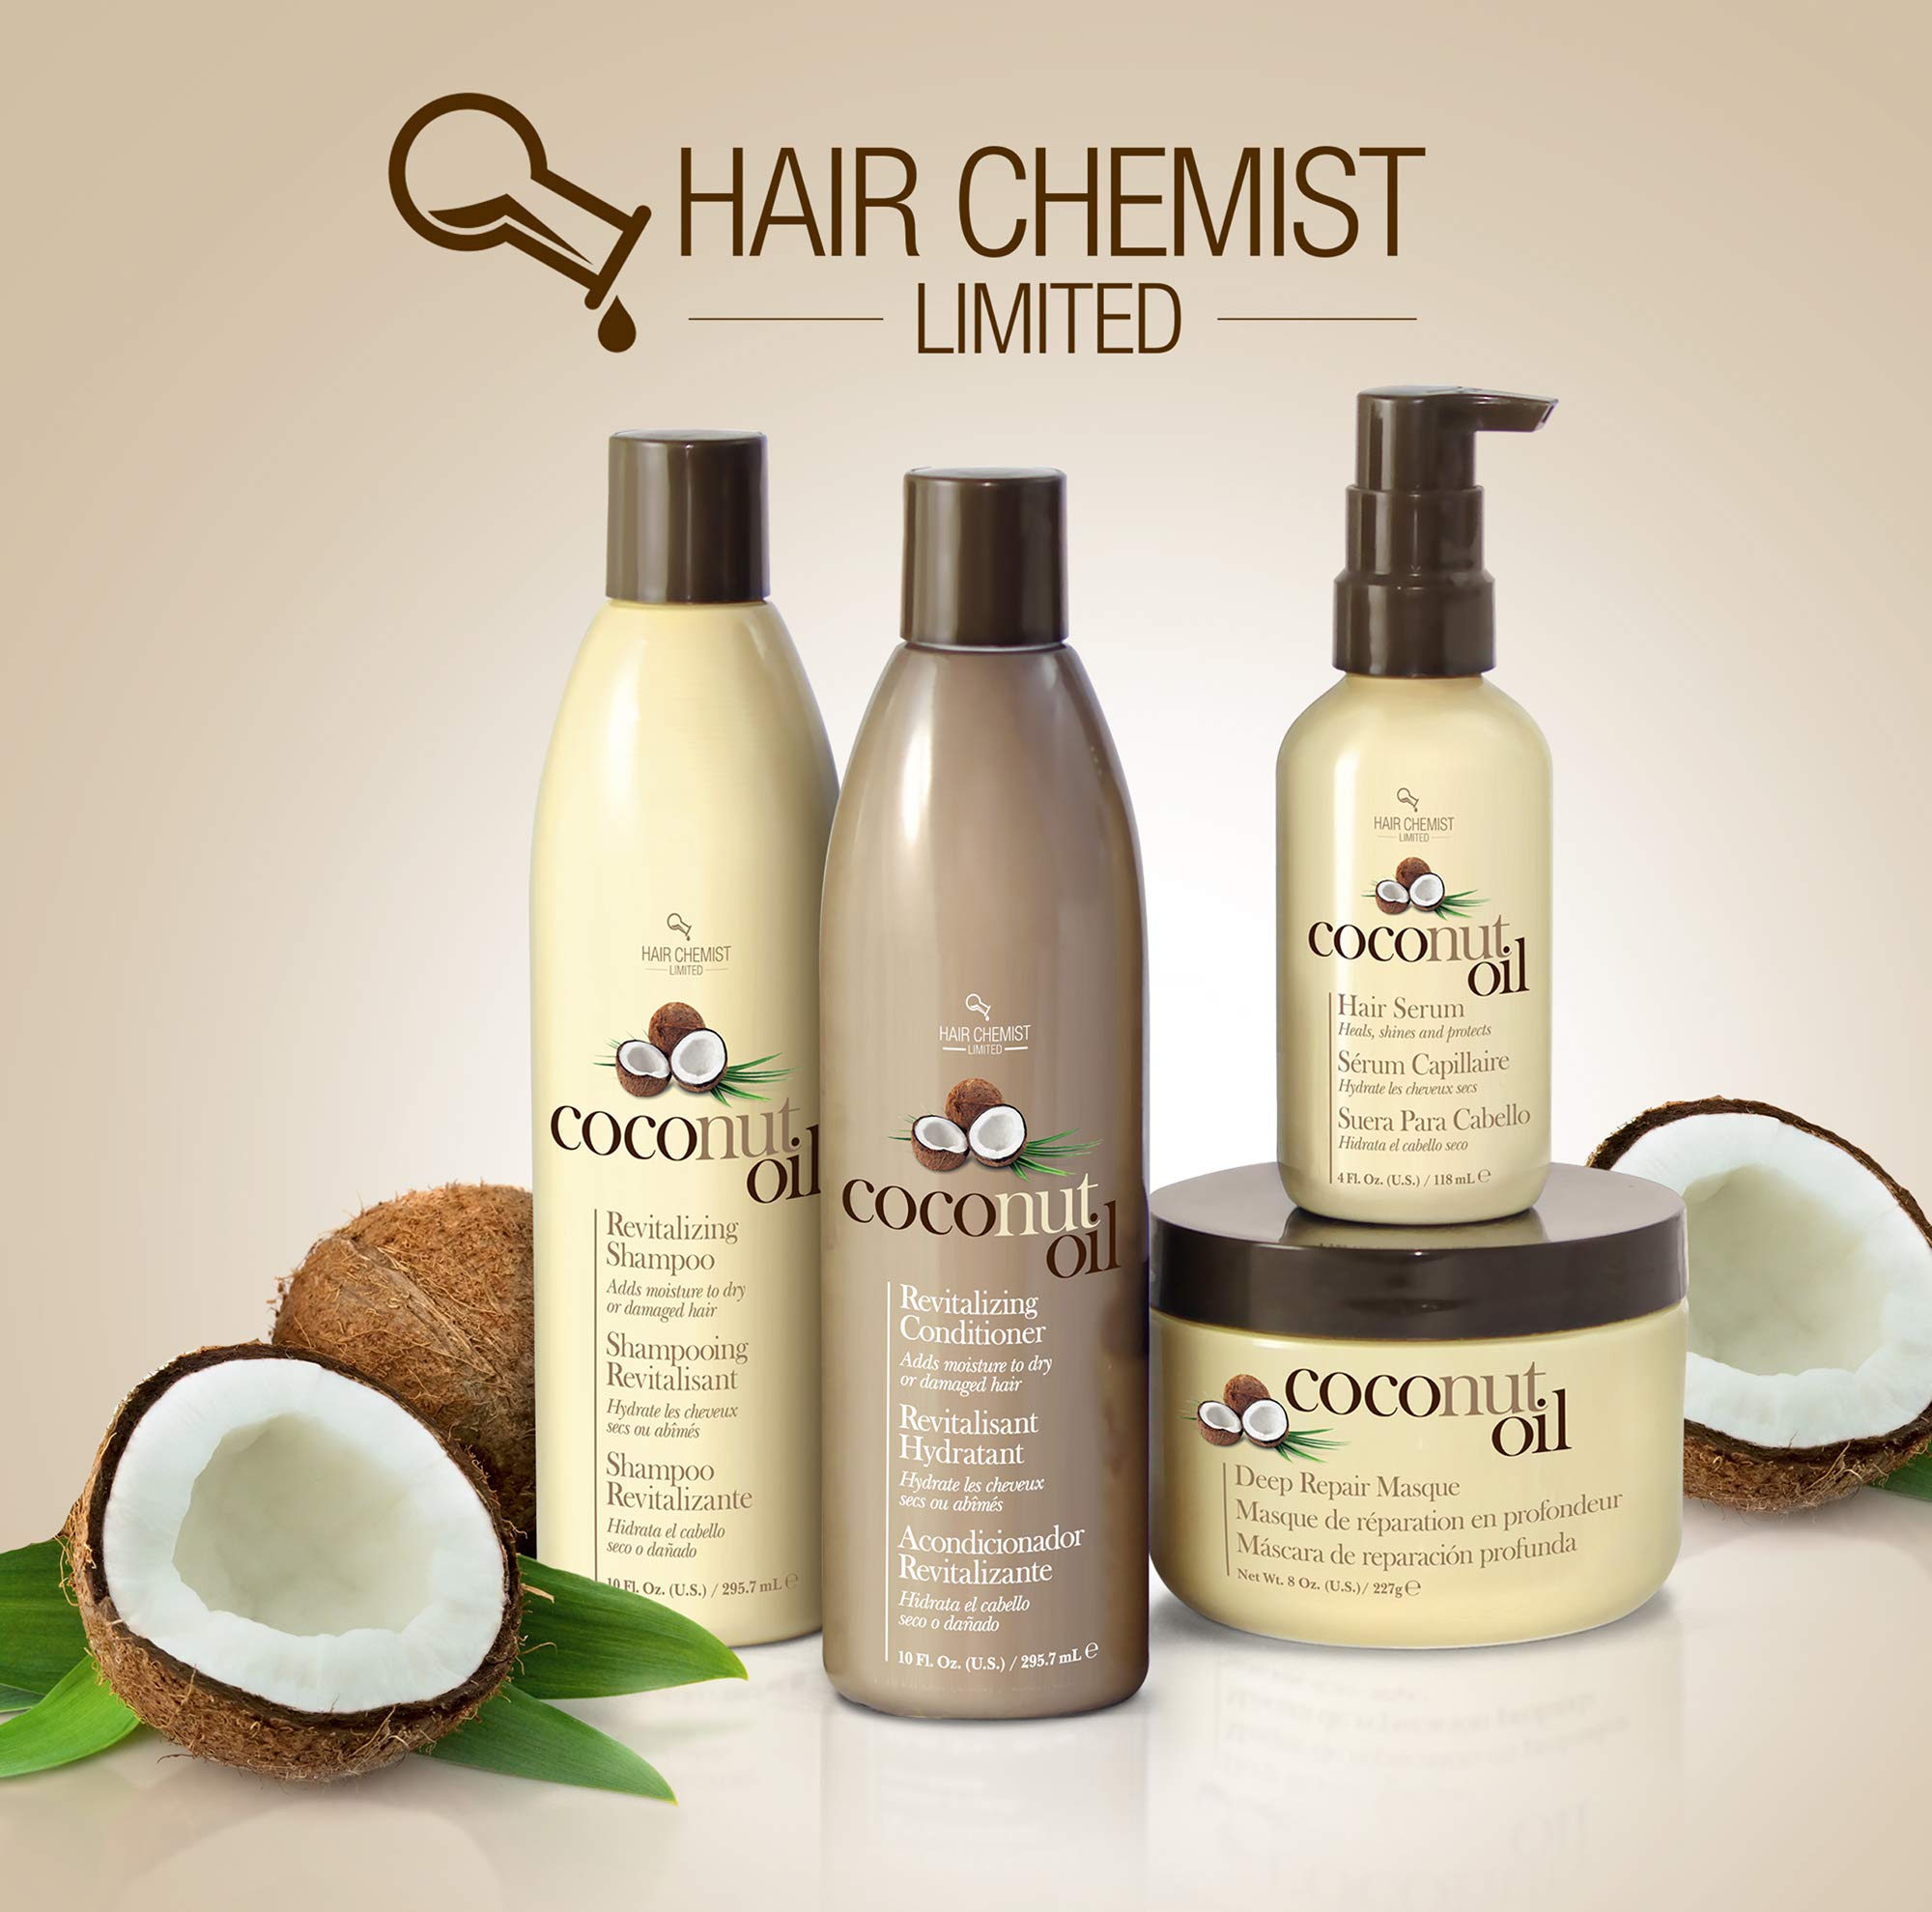 HAIR CHEMIST
LIMITED
HAIR CHEMIST
LIMITED
coconut
oil
Revitalizing
Shampoo
Adds moisture to dry
or damaged hair
Shampooing
Revitalisant
Hydrate les cheveux
secs ou abîmés
Shampoo
Revitalizante
Hidrata el cabello
seco o dañado
10 Fl. Oz. (U.S.) / 295.7 mL ℮
HAIR CHEMIST
LIMITED
coconut
oil
Revitalizing
Conditioner
Adds moisture to dry
or damaged hair
Revitalisant
Hydratant
Hydrate les cheveux
secs ou abîmés
Acondicionador
Revitalizante
Hidrata el cabello
seco o dañado
10 Fl. Oz. (U.S.) / 295.7 mL ℮
HAIR CHEMIST
LIMITED
coconut
oil
Hair Serum
Heals, shines and protects
Sérum Capillaire
Hydrate les cheveux secs
Suera Para Cabello
Hidrata el cabello seco
4 Fl. Oz. (U.S.) / 118 mL ℮
coconut
oil
Deep Repair Masque
Masque de réparation en profondeur
Máscara de reparación profunda
Net Wt. 8 Oz. (U.S.)/ 227g ℮